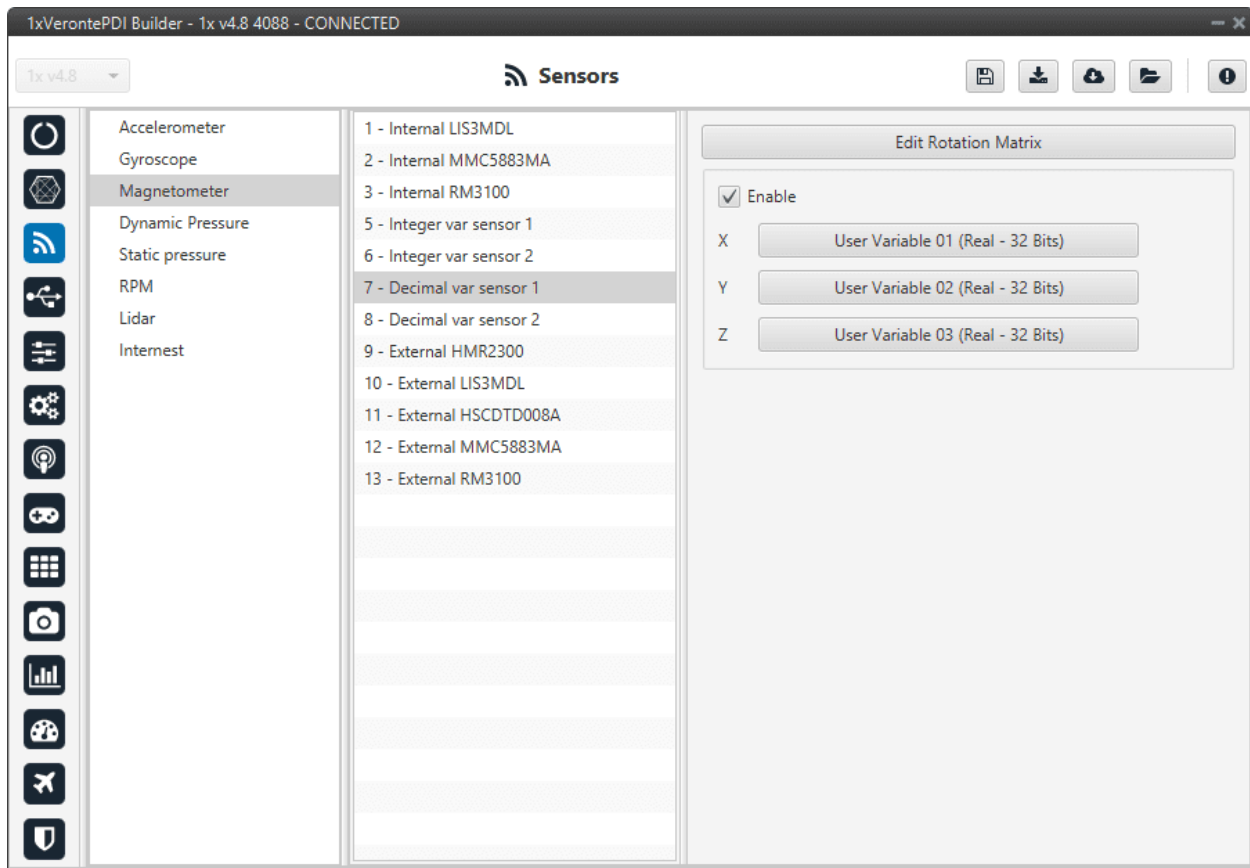 1xVerontePDI Builder - 1x v4.8 4088 - CONNECTED
1x v4.8
Sensors
Accelerometer
Gyroscope
Magnetometer
Dynamic Pressure
Static pressure
RPM
Lidar
Internest
1 - Internal LIS3MDL
2 - Internal MMC5883MA
3 - Internal RM3100
5 - Integer var sensor 1
6 - Integer var sensor 2
7 - Decimal var sensor 1
8 - Decimal var sensor 2
9 - External HMR2300
10 - External LIS3MDL
11 - External HSCDTD008A
12 - External MMC5883MA
13 - External RM3100
Edit Rotation Matrix
Enable
X User Variable 01 (Real - 32 Bits)
Y User Variable 02 (Real - 32 Bits)
Z User Variable 03 (Real - 32 Bits)